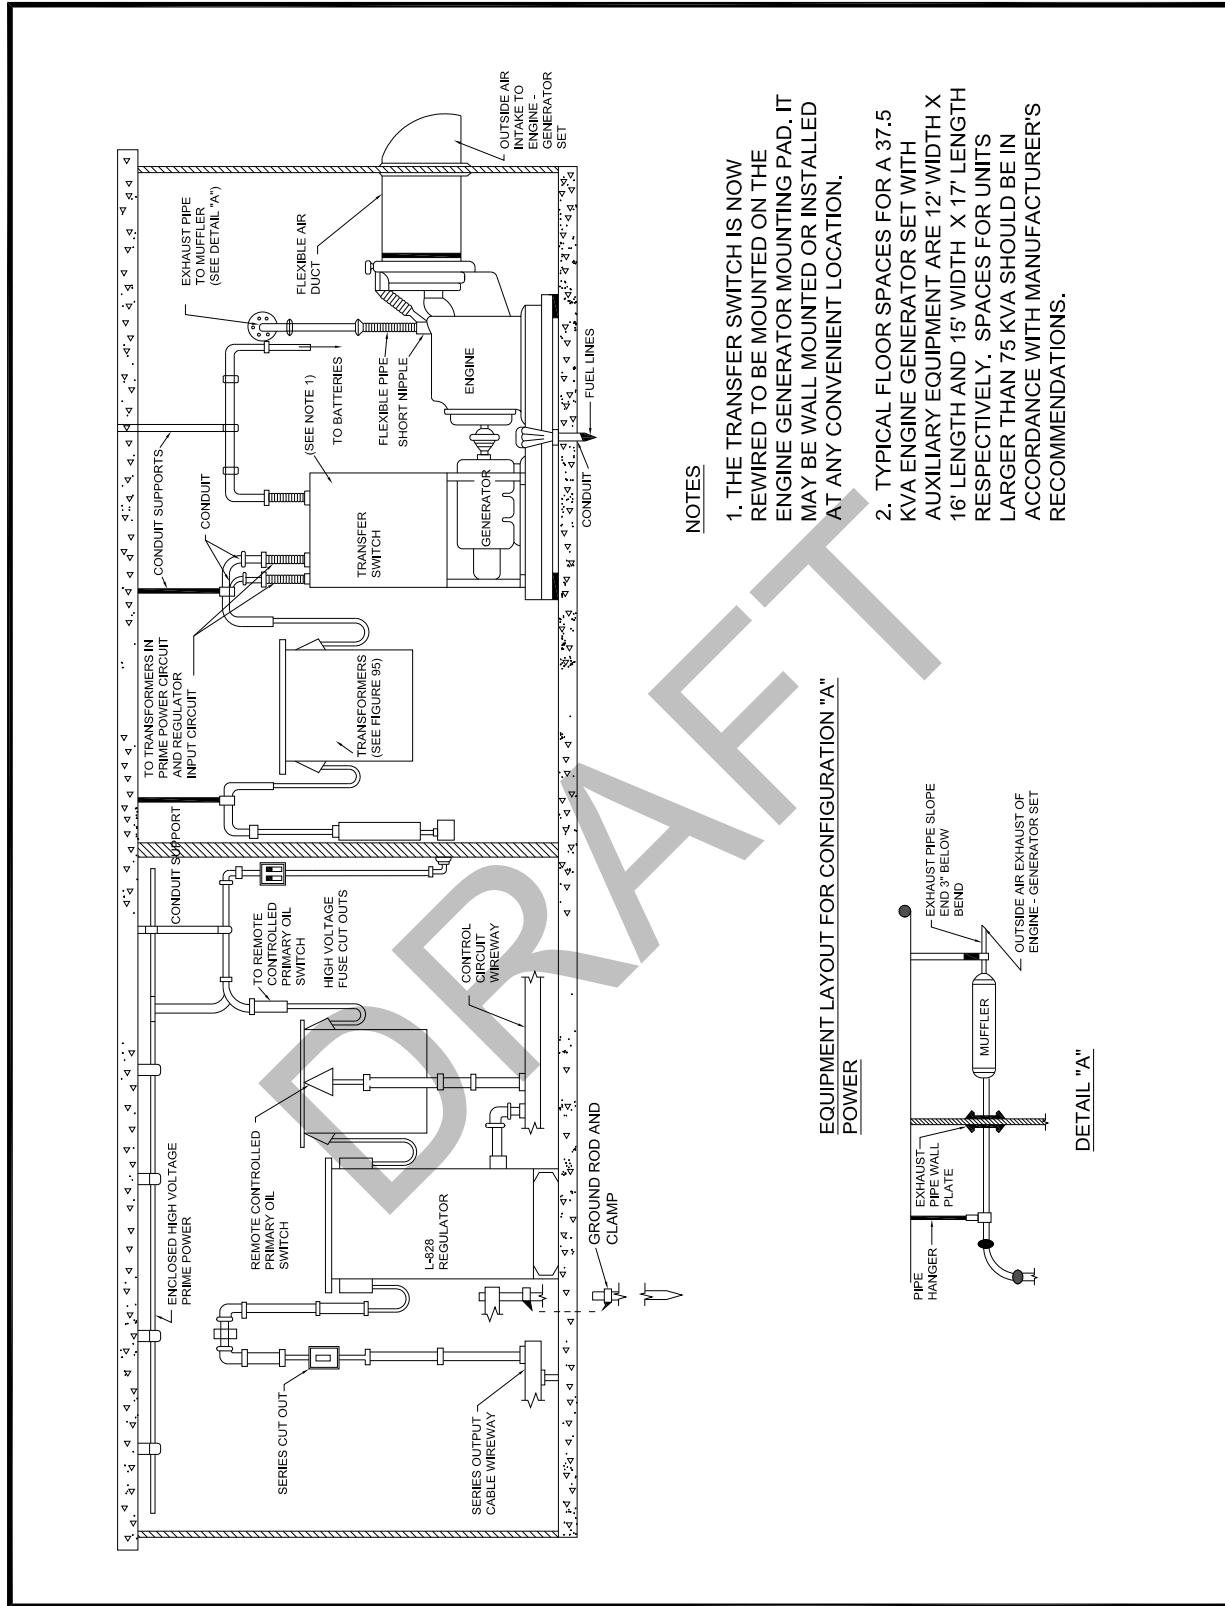 ENCLOSED HIGH VOLTAGE
PRIME POWER
CONDUIT SUPPORT
TO TRANSFORMERS IN
PRIME POWER CIRCUIT
AND REGULATOR
INPUT CIRCUIT
CONDUIT SUPPORTS
CONDUIT
EXHAUST PIPE
TO MUFFLER
(SEE DETAIL "A")
FLEXIBLE AIR
DUCT
OUTSIDE AIR
INTAKE TO
ENGINE -
GENERATOR
SET
(SEE NOTE 1)
TO BATTERIES
FLEXIBLE PIPE
SHORT NIPPLE
TO REMOTE
CONTROLLED
PRIMARY OIL
SWITCH
HIGH VOLTAGE
FUSE CUT OUTS
REMOTE CONTROLLED
PRIMARY OIL
SWITCH
SERIES CUT OUT
L-828
REGULATOR
CONTROL
CIRCUIT
WIREWAY
TRANSFORMERS
(SEE FIGURE 95)
TRANSFER
SWITCH
GENERATOR
ENGINE
SERIES OUTPUT
CABLE WIREWAY
GROUND ROD AND
CLAMP
CONDUIT
FUEL LINES
NOTES
1. THE TRANSFER SWITCH IS NOW
REWIRED TO BE MOUNTED ON THE
ENGINE GENERATOR MOUNTING PAD. IT
MAY BE WALL MOUNTED OR INSTALLED
AT ANY CONVENIENT LOCATION.
2. TYPICAL FLOOR SPACES FOR A 37.5
KVA ENGINE GENERATOR SET WITH
AUXILIARY EQUIPMENT ARE 12' WIDTH X
16' LENGTH AND 15' WIDTH X 17' LENGTH
RESPECTIVELY. SPACES FOR UNITS
LARGER THAN 75 KVA SHOULD BE IN
ACCORDANCE WITH MANUFACTURER'S
RECOMMENDATIONS.
EQUIPMENT LAYOUT FOR CONFIGURATION "A"
POWER
PIPE
HANGER
EXHAUST
PIPE WALL
PLATE
MUFFLER
EXHAUST PIPE SLOPE
END 3" BELOW
BEND
OUTSIDE AIR EXHAUST OF
ENGINE - GENERATOR SET
DETAIL "A"
DRAFT